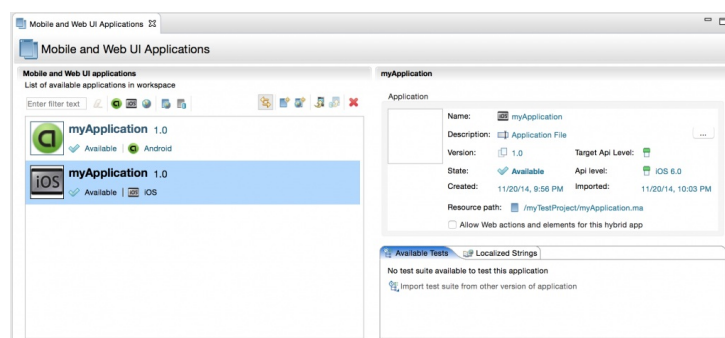 Mobile and Web UI Applications
Mobile and Web UI Applications
Mobile and Web UI applications
List of available applications in workspace
Enter filter text
iOS
myApplication 1.0
Available | Android
iOS
myApplication 1.0
Available | iOS iOS
myApplication
Application
Name: iOS myApplication
Description: Application File ...
Version: 1.0 Target Api Level:
State: Available Api level: iOS 6.0
Created: 11/20/14, 9:56 PM Imported: 11/20/14, 10:03 PM
Resource path: /myTestProject/myApplication.ma
Allow Web actions and elements for this hybrid app
Available Tests Localized Strings
No test suite available to test this application
Import test suite from other version of application